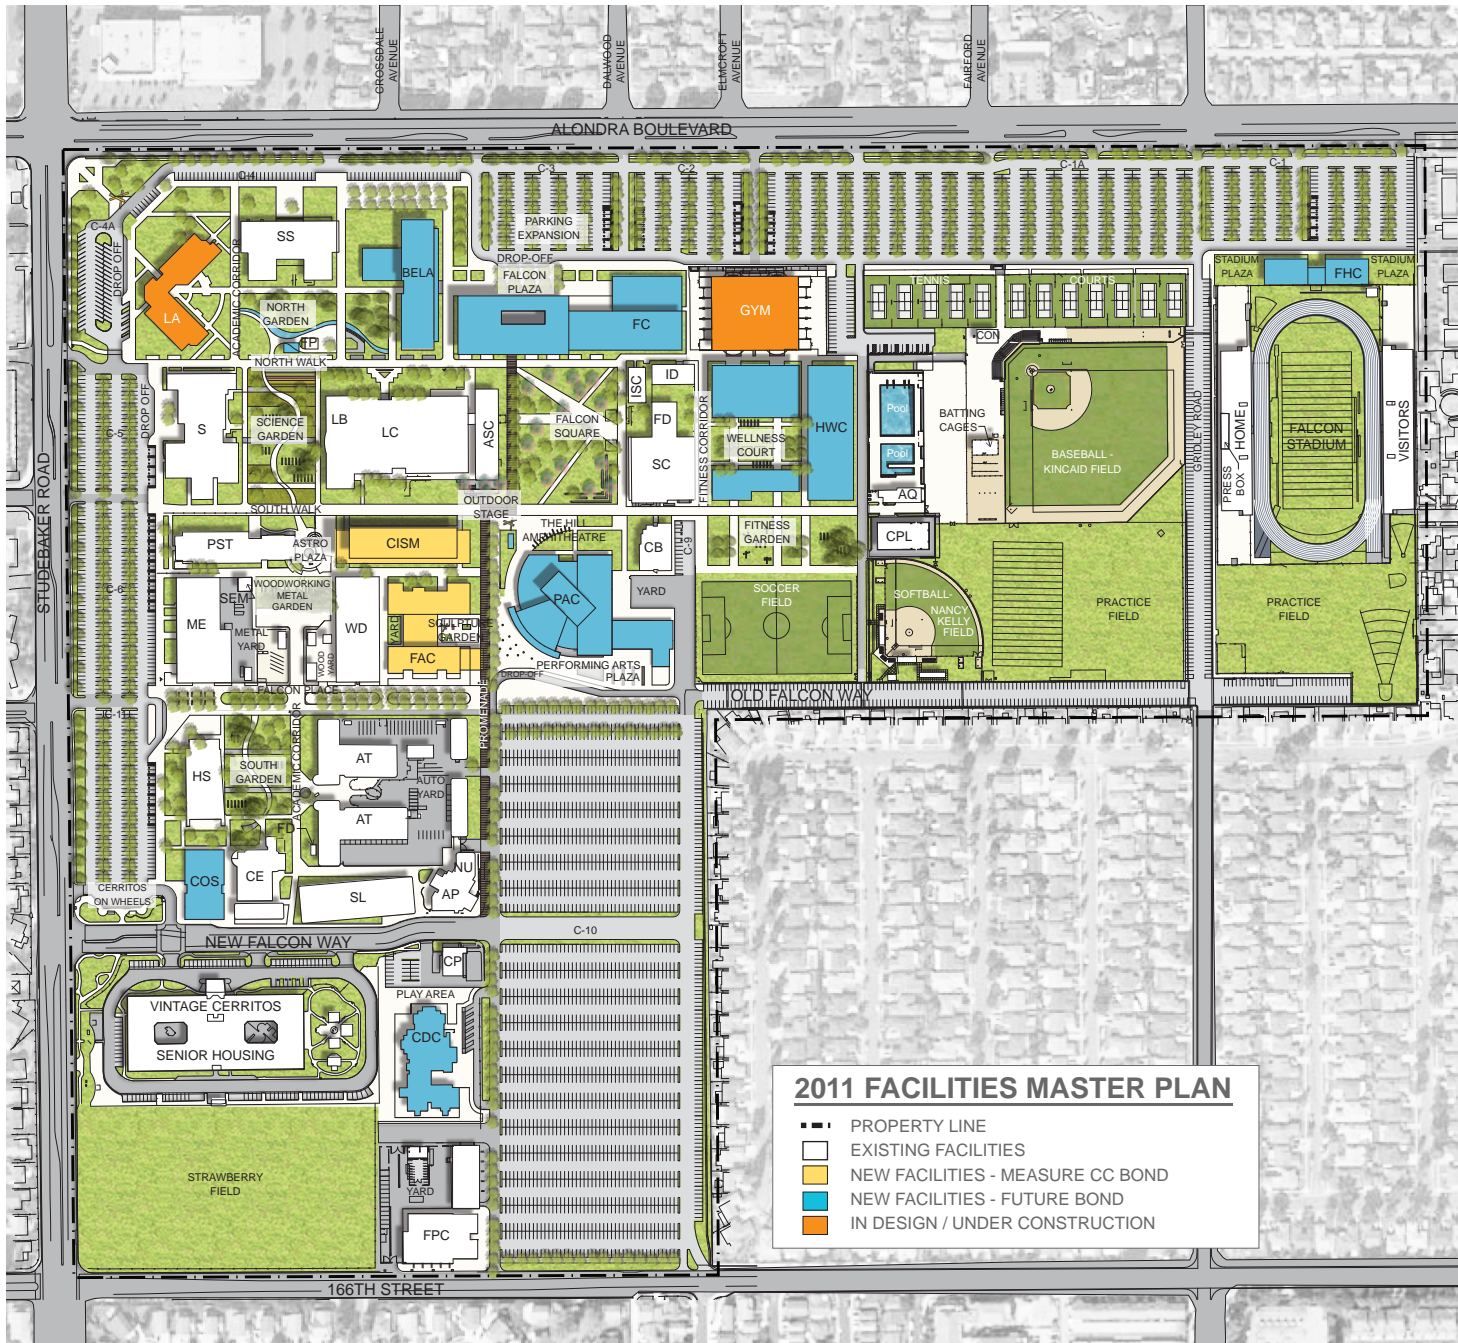 CROSSDALE
AVENUE
DALWOOD
AVENUE
ELMCROFT
AVENUE
FAIRFORD
AVENUE
ALONDRA BOULEVARD
C-4
C-3
C-2
C-1A
C-1
C-4A
DROP OFF
ACADEMIC CORRIDOR
SS
PARKING
EXPANSION
DROP-OFF
FALCON
PLAZA
BELA
STADIUM
PLAZA
FHC
STADIUM
PLAZA
TENNIS
COURTS
LA
NORTH
GARDEN
TP
NORTH WALK
FC
GYM
CON
DROP OFF
C-5
S
SCIENCE
GARDEN
LB
LC
ASC
FALCON
SQUARE
ISC
ID
FD
SC
FITNESS CORRIDOR
WELLNESS
COURT
HWC
Pool
Pool
AQ
BATTING
CAGES
BASEBALL -
KINCAID FIELD
GRIDLEY ROAD
PRESS
BOX
HOME
FALCON
STADIUM
VISITORS
STUDEBAKER ROAD
SOUTH WALK
OUTDOOR
STAGE
PST
ASTRO
PLAZA
CISM
THE HILL
AMPHITHEATRE
CB
C-9
FITNESS
GARDEN
CPL
C-6
SEM
WOODWORKING
METAL
GARDEN
ME
METAL
YARD
WOOD
YARD
WD
YARD
SCULPTURE
GARDEN
FAC
PAC
YARD
SOCCER
FIELD
SOFTBALL-
NANCY
KELLY
FIELD
PRACTICE
FIELD
PRACTICE
FIELD
PERFORMING ARTS
PLAZA
DROP-OFF
FALCON PLACE
OLD FALCON WAY
C-11
PROMENADE
HS
SOUTH
GARDEN
ACADEMIC CORRIDOR
AT
AUTO
YARD
AT
FD
COS
CE
SL
NU
AP
CERRITOS
ON WHEELS
C-10
NEW FALCON WAY
CP
PLAY AREA
VINTAGE CERRITOS
SENIOR HOUSING
CDC
STRAWBERRY
FIELD
YARD
FPC
166TH STREET
2011 FACILITIES MASTER PLAN
PROPERTY LINE
EXISTING FACILITIES
NEW FACILITIES - MEASURE CC BOND
NEW FACILITIES - FUTURE BOND
IN DESIGN / UNDER CONSTRUCTION